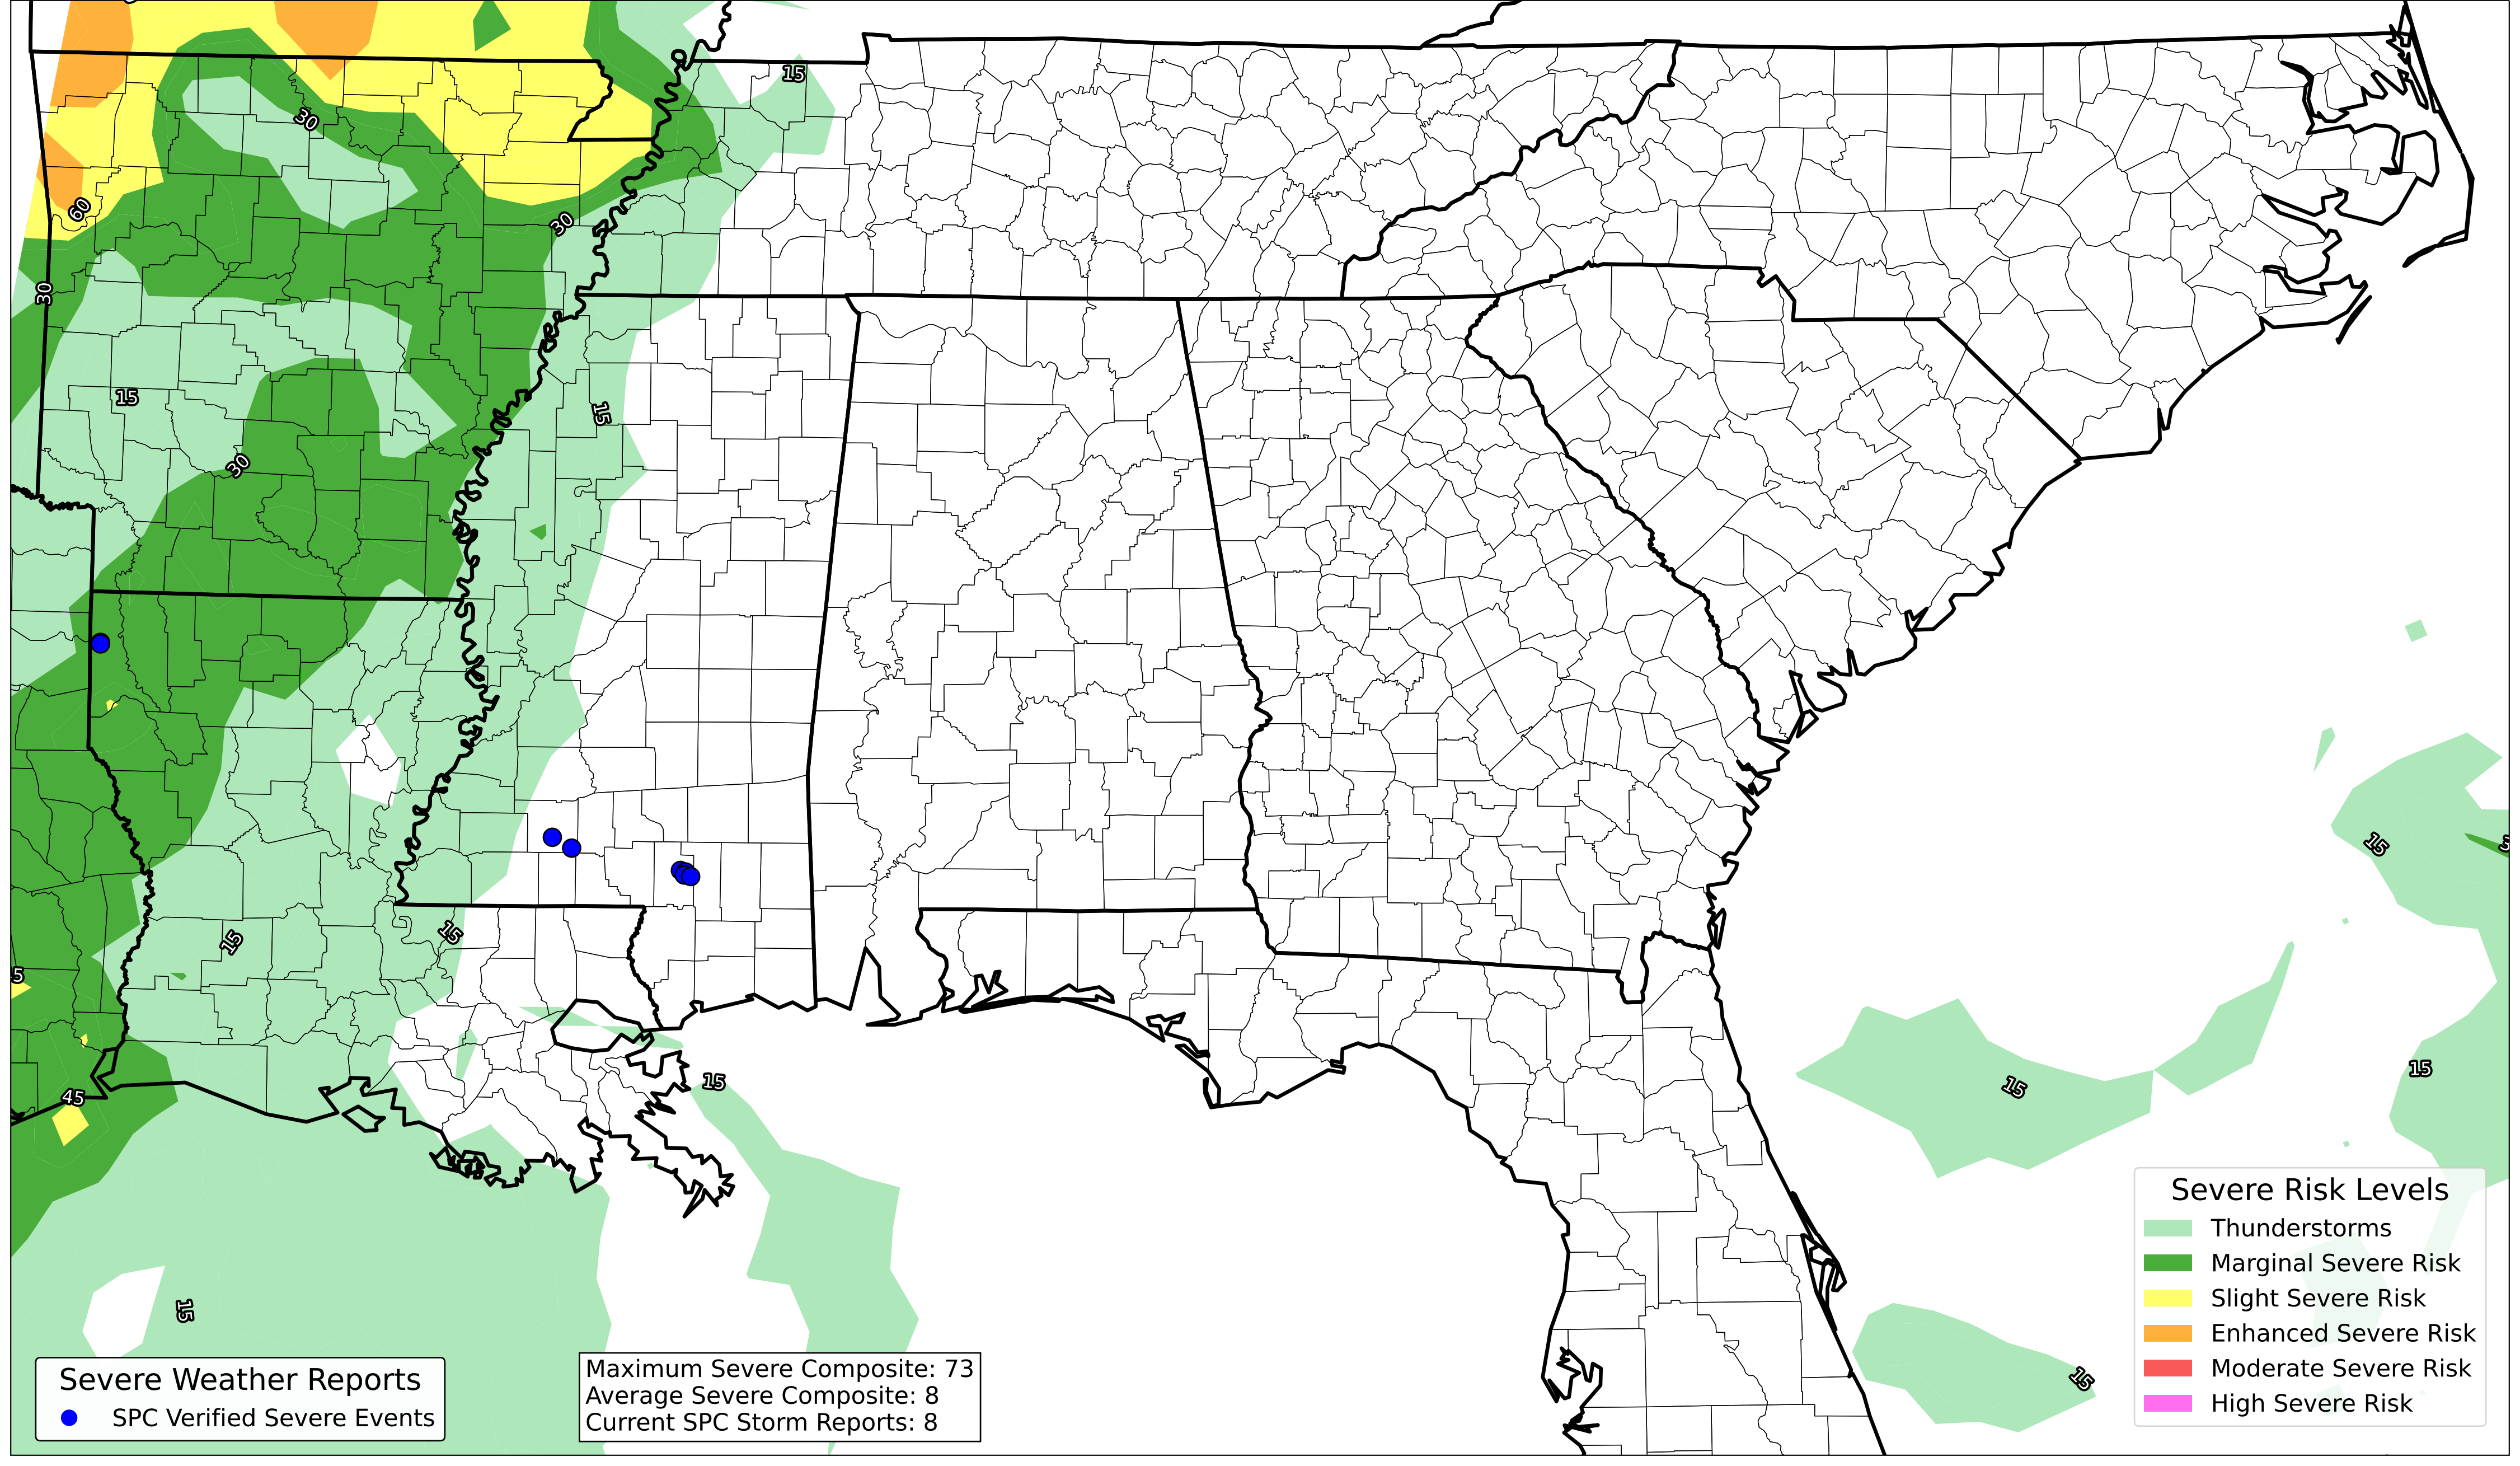 15
30
60
30
30
15
15
30
15
5
15
15
45
15
15
15
15
15
15
Severe Risk Levels
Thunderstorms
Marginal Severe Risk
Slight Severe Risk
Enhanced Severe Risk
Moderate Severe Risk
High Severe Risk
Severe Weather Reports
SPC Verified Severe Events
Maximum Severe Composite: 73
Average Severe Composite: 8
Current SPC Storm Reports: 8